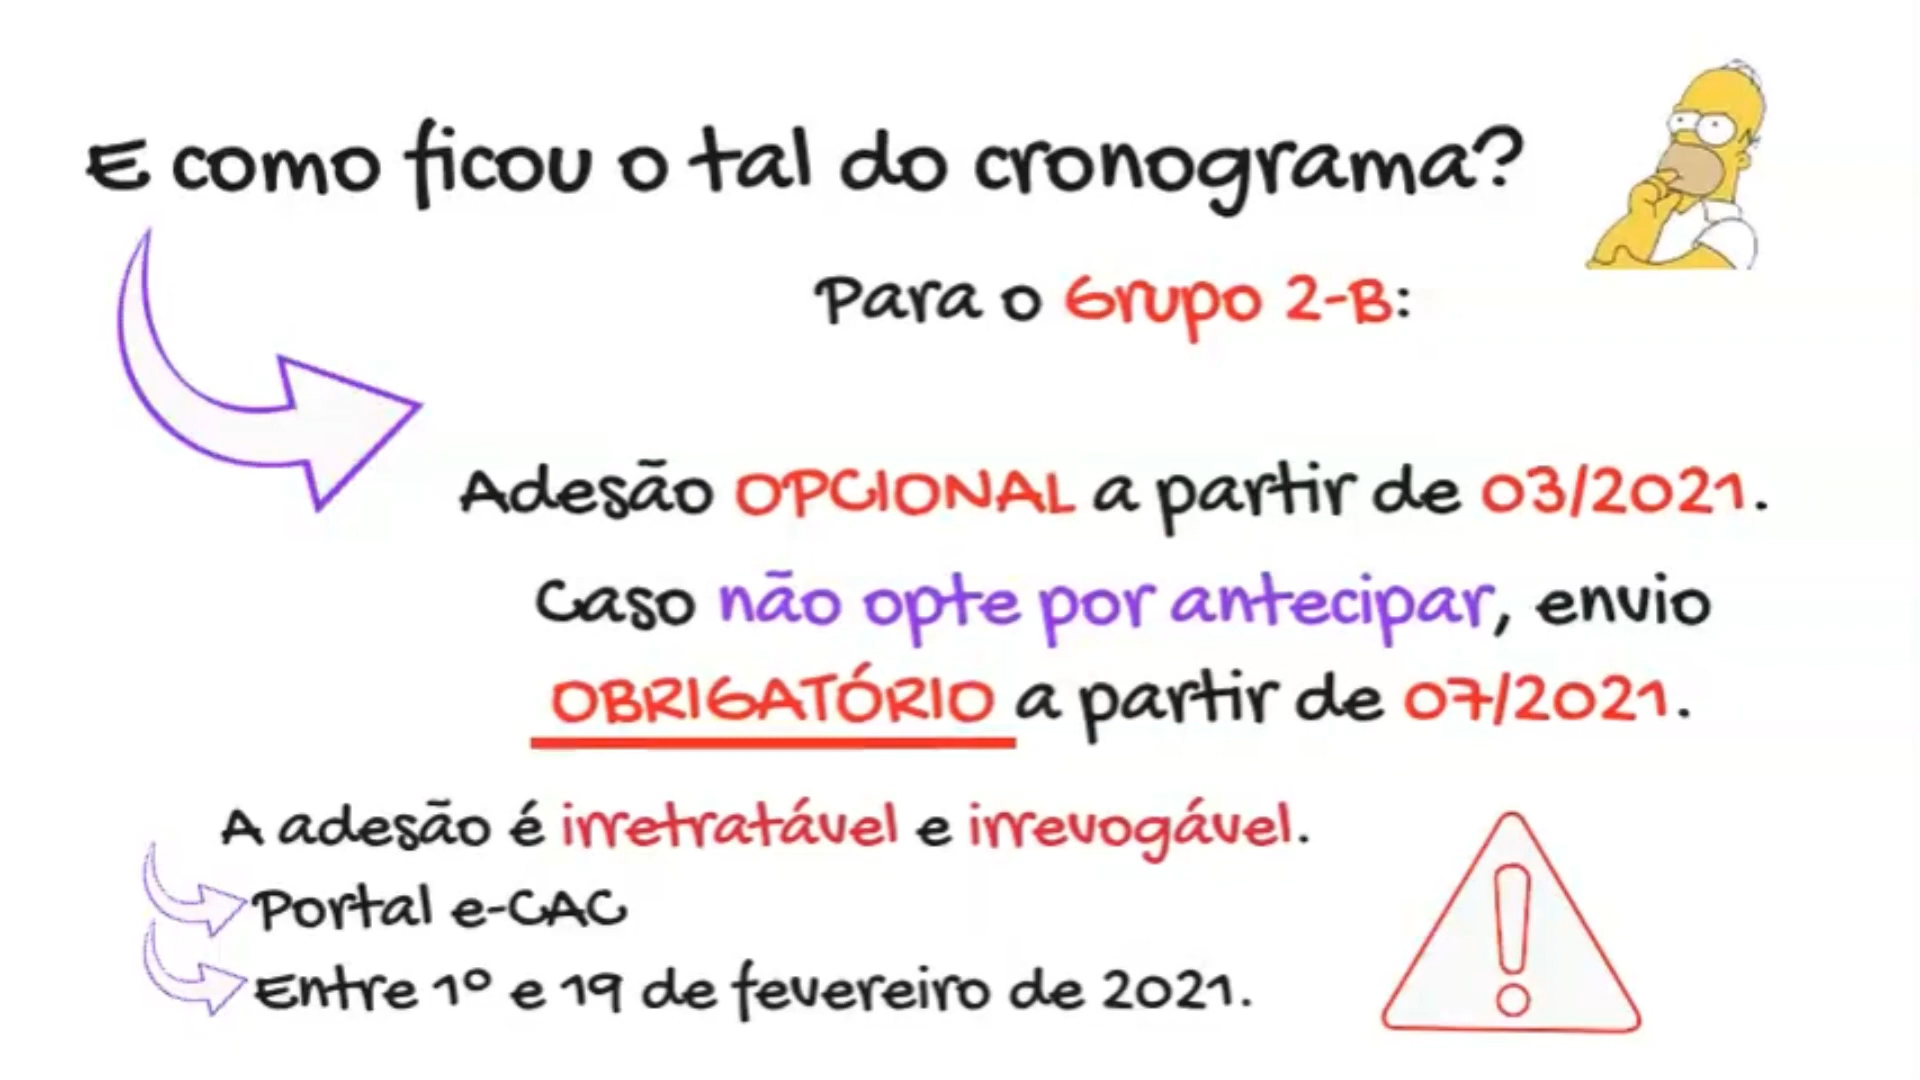 E como ficou o tal do cronograma?
Para o Grupo 2-B:
Adesão OPCIONAL a partir de 03/2021.
Caso não opte por antecipar, envio
OBRIGATÓRIO a partir de 07/2021.
A adesão é irretratável e irrevogável.
Portal e-CAC
Entre 1º e 19 de fevereiro de 2021.